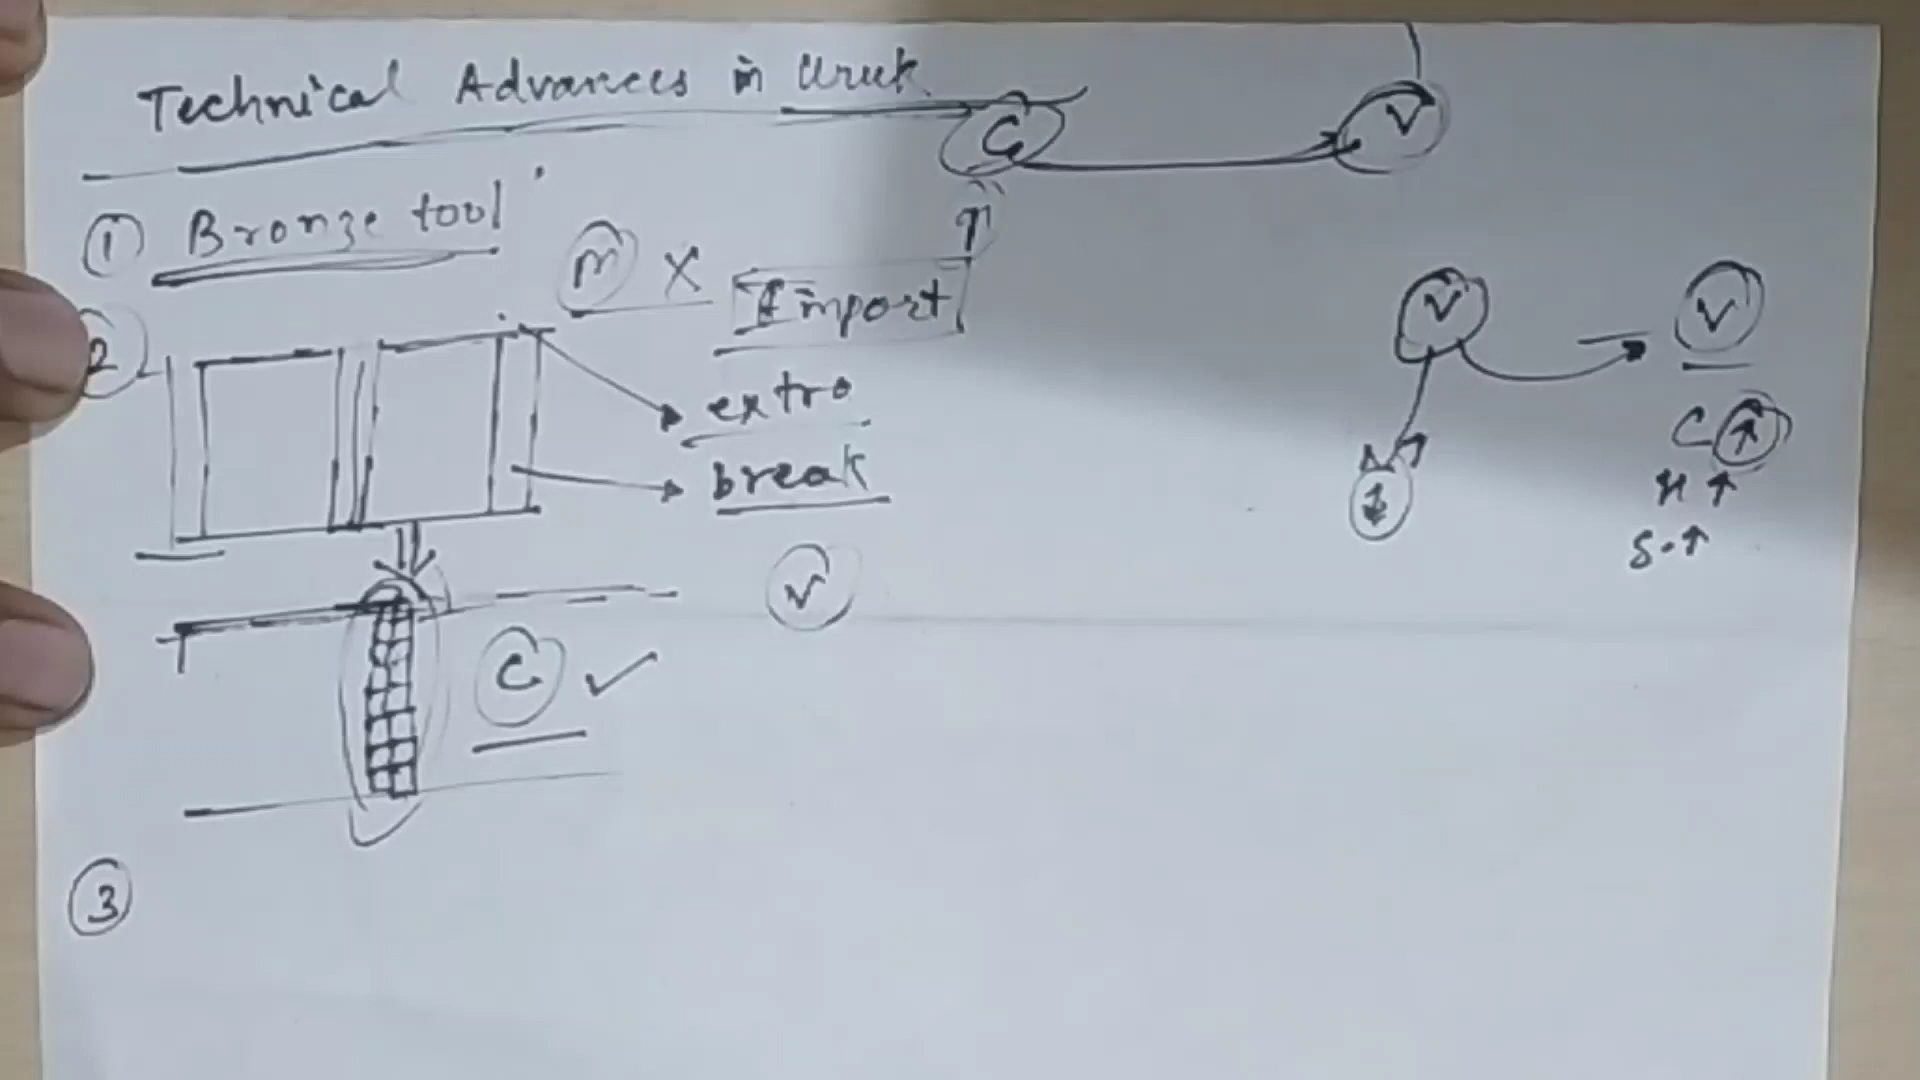 Technical Advances in Uruk
C
V
① Bronze tool
m X Import
V
V
②
extra
C ↑
break
H ↑
S.↑
V
C ✓
③